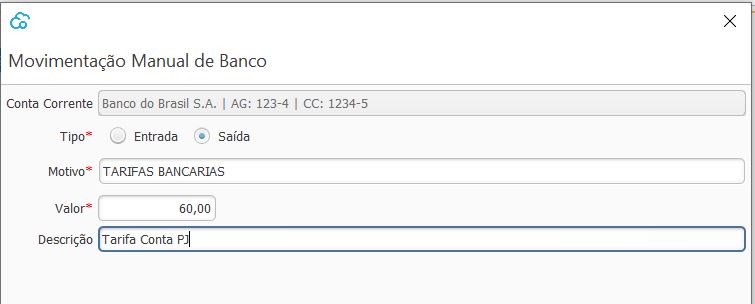 Movimentação Manual de Banco
Conta Corrente Banco do Brasil S.A. | AG: 123-4 | CC: 1234-5
Tipo* Entrada Saída
Motivo* TARIFAS BANCARIAS
Valor* 60,00
Descrição Tarifa Conta PJ